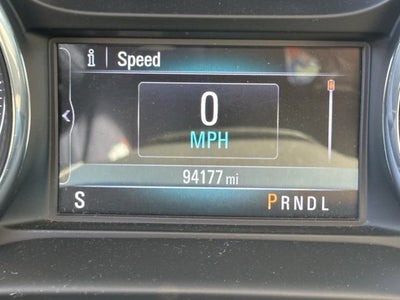 i | Speed
0
MPH
94177 mi
S PRNDL